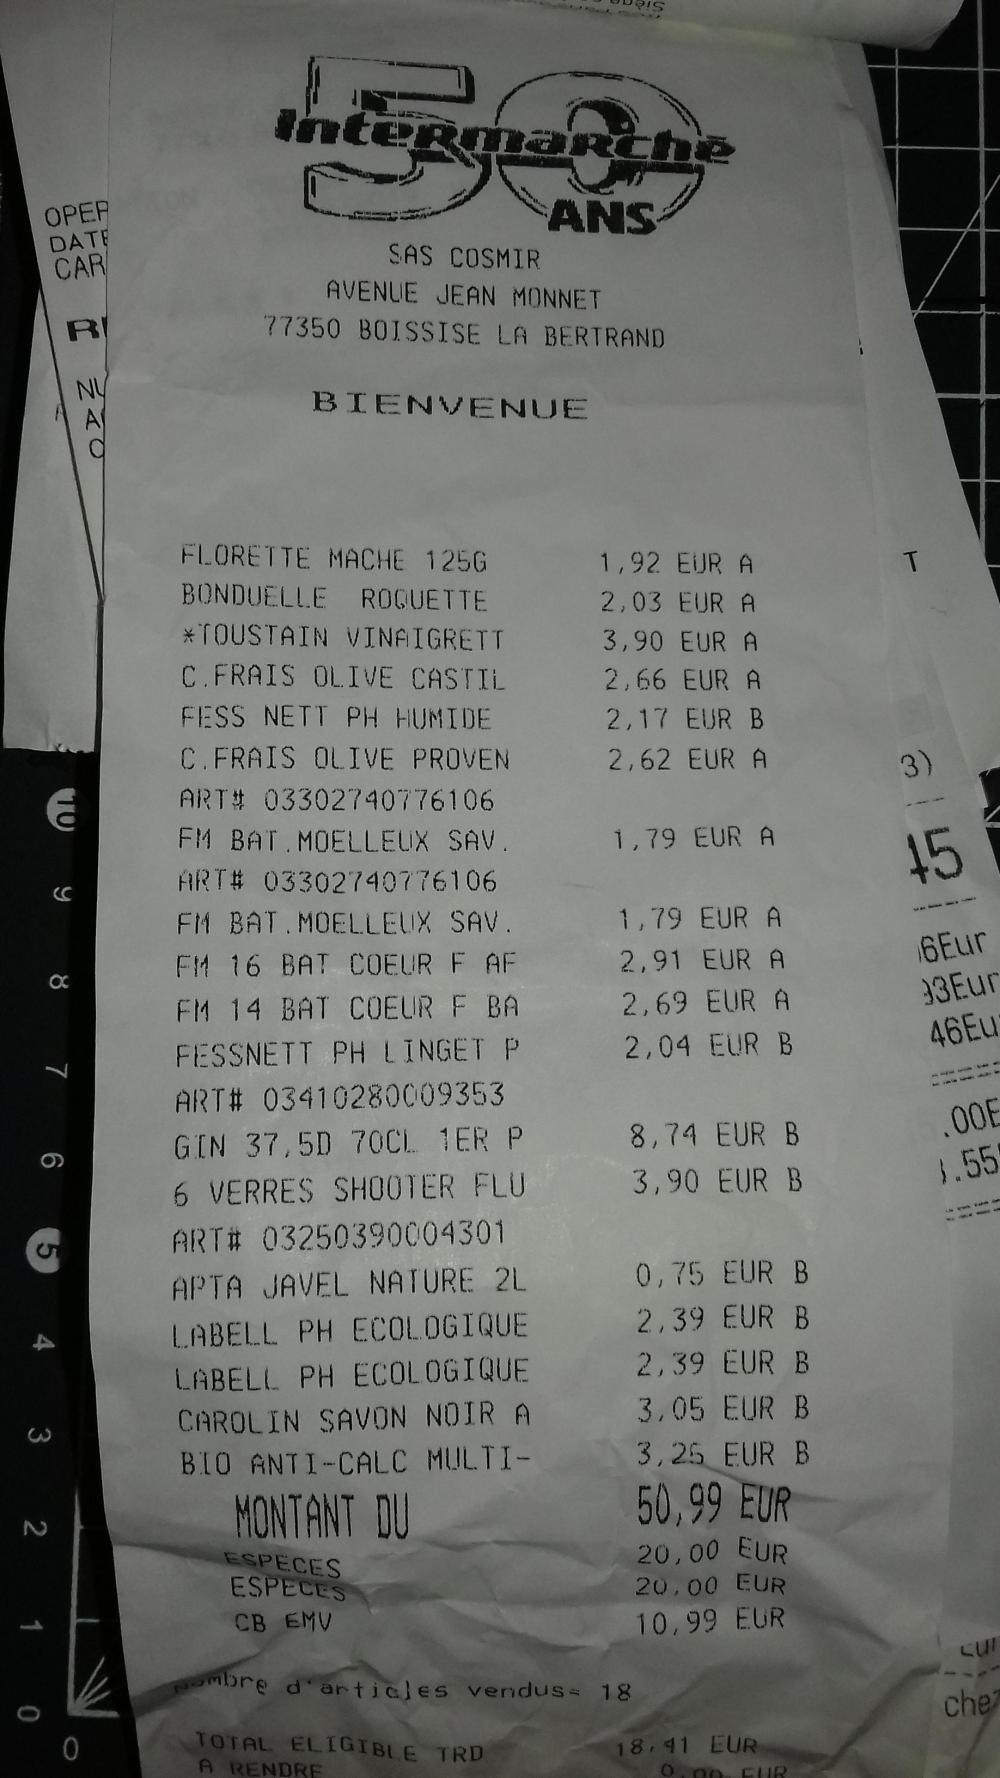 50
Intermarché
ANS
SAS COSMIR
AVENUE JEAN MONNET
77350 BOISSISE LA BERTRAND
BIENVENUE
FLORETTE MACHE 125G 1,92 EUR A
BONDUELLE ROQUETTE 2,03 EUR A
*TOUSTAIN VINAIGRETT 3,90 EUR A
C.FRAIS OLIVE CASTIL 2,66 EUR A
FESS NETT PH HUMIDE 2,17 EUR B
C.FRAIS OLIVE PROVEN 2,62 EUR A
ART# 03302740776106
FM BAT.MOELLEUX SAV. 1,79 EUR A
ART# 03302740776106
FM BAT.MOELLEUX SAV. 1,79 EUR A
FM 16 BAT COEUR F AF 2,91 EUR A
FM 14 BAT COEUR F BA 2,69 EUR A
FESSNETT PH LINGET P 2,04 EUR B
ART# 03410280009353
GIN 37,5D 70CL 1ER P 8,74 EUR B
6 VERRES SHOOTER FLU 3,90 EUR B
ART# 03250390004301
APTA JAVEL NATURE 2L 0,75 EUR B
LABELL PH ECOLOGIQUE 2,39 EUR B
LABELL PH ECOLOGIQUE 2,39 EUR B
CAROLIN SAVON NOIR A 3,05 EUR B
BIO ANTI-CALC MULTI- 3,25 EUR B
MONTANT DU 50,99 EUR
ESPECES 20,00 EUR
ESPECES 20,00 EUR
CB EMV 10,99 EUR
Nombre d'articles vendus= 18
TOTAL ELIGIBLE TRD 18,41 EUR
A RENDRE 0,00 EUR
OPER
DATE
CAR
T
3)
45
6Eur
93Eur
46Eu
.00E
.55
chez
10
9
8
7
6
5
4
3
2
1
0
0